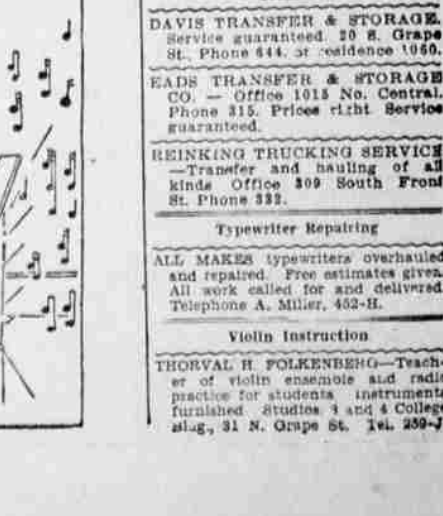 DAVIS TRANSFER & STORAGE.
Service guaranteed. 20 S. Grape
St., Phone 644, or residence 1060.
EADS TRANSFER & STORAGE
CO. — Office 1015 No. Central.
Phone 315. Prices right. Service
guaranteed.
REINKING TRUCKING SERVICE
—Transfer and hauling of all
kinds Office 309 South Front
St. Phone 332.
Typewriter Repairing
ALL MAKES typewriters overhauled
and repaired. Free estimates given.
All work called for and delivered.
Telephone A. Miller, 452-H.
Violin Instruction
THORVAL H. FOLKENBERG—Teach-
er of violin ensemble and radio
practice for students instruments
furnished Studios and 4 College
Bldg., 31 N. Grape St. Tel. 259-J